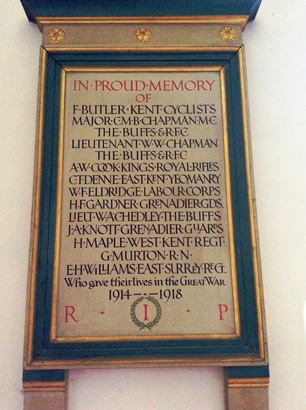 IN·PROUD·MEMORY
OF
F·BUTLER·KENT·CYCLISTS
MAJOR·C·M·B·CHAPMAN·M·C
THE·BUFFS·&·R·F·C
LIEUTENANT·W·W·CHAPMAN
THE·BUFFS·&·R·F·C
A·W·COOK·KINGS·ROYAL·RIFLES
C·T·DENNE·EAST·KENT·YEOMANRY
W·F·ELDRIDGE·LABOUR·CORPS
H·F·GARDNER·GRENADIER·GDS.
LIEUT·W·A·C·HEDLEY·THE·BUFFS
J·A·KNOTT·GRENADIER·GUARDS
H·MAPLE·WEST·KENT·REGT
G·MURTON·R·N·
E·H·WILLIAMS·EAST·SURREY·REG.
Who gave their lives in the GREAT WAR
1914 —·— 1918
R · I · P